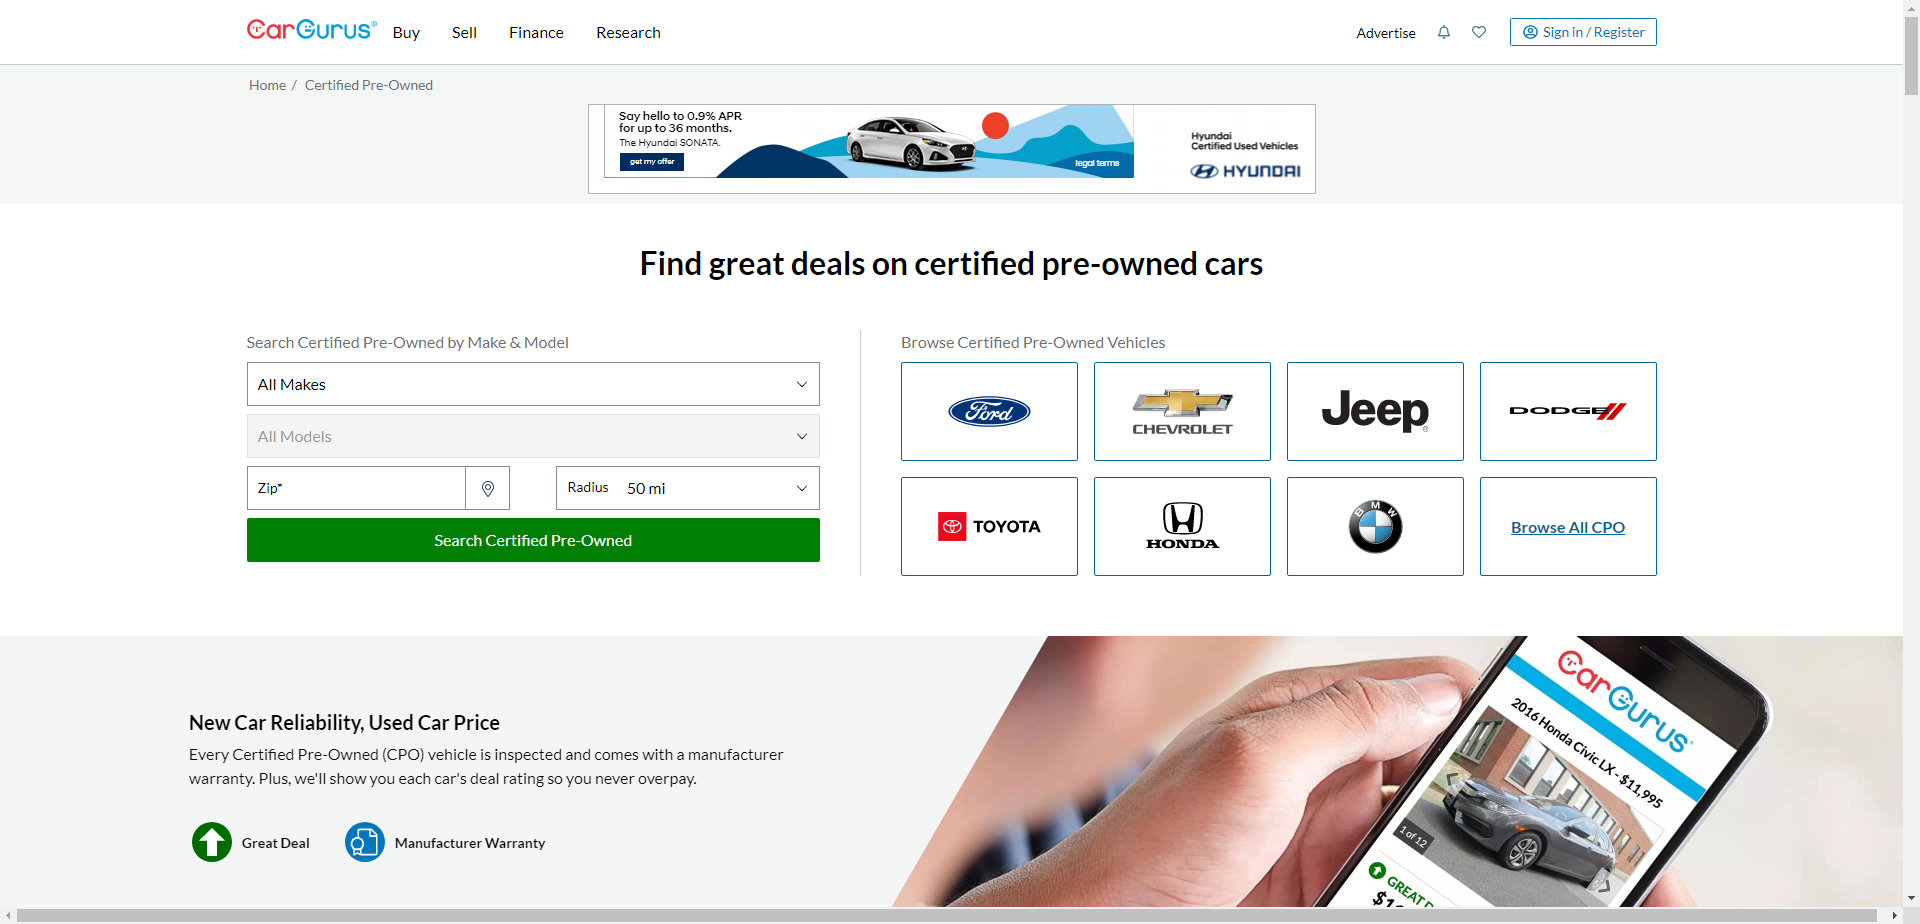 CarGurus®
Buy
Sell
Finance
Research
Advertise
Sign in / Register
Home / Certified Pre-Owned
Say hello to 0.9% APR
for up to 36 months.
The Hyundai SONATA.
get my offer
legal terms
Hyundai
Certified Used Vehicles
HYUNDAI
Find great deals on certified pre-owned cars
Search Certified Pre-Owned by Make & Model
All Makes
All Models
Zip*
Radius 50 mi
Search Certified Pre-Owned
Browse Certified Pre-Owned Vehicles
Ford
CHEVROLET
Jeep®
DODGE
TOYOTA
HONDA
BMW
Browse All CPO
New Car Reliability, Used Car Price
Every Certified Pre-Owned (CPO) vehicle is inspected and comes with a manufacturer
warranty. Plus, we'll show you each car's deal rating so you never overpay.
Great Deal
Manufacturer Warranty
CarGurus®
2016 Honda Civic LX - $11,995
1 of 12
GREAT